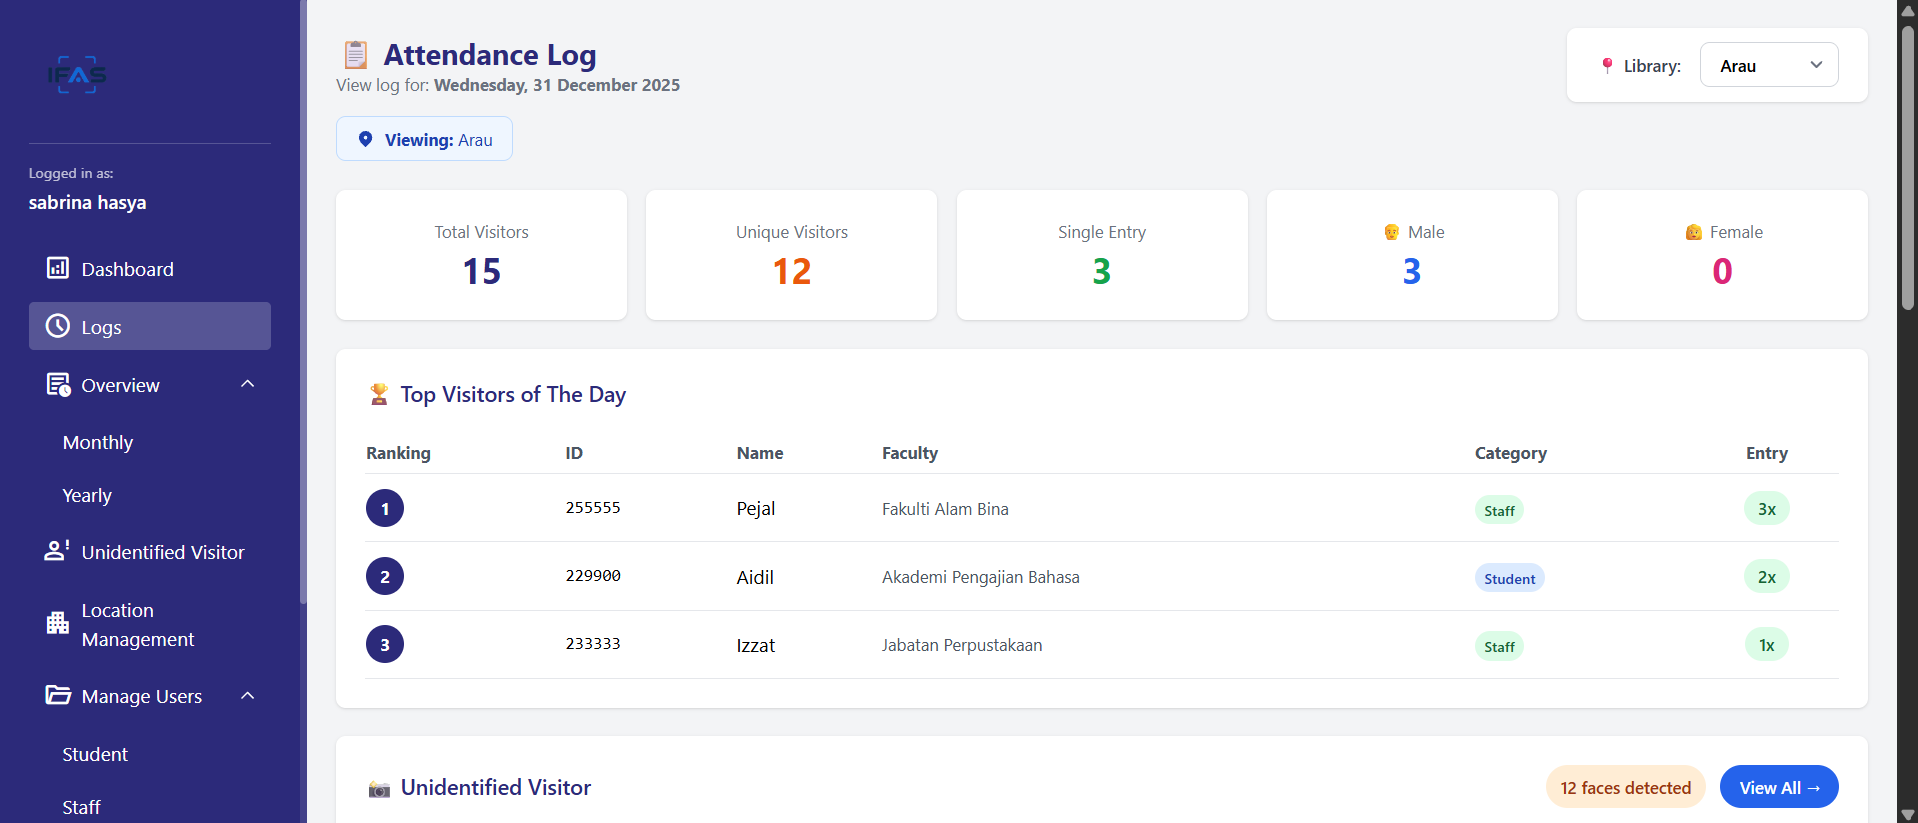 IFAS
Logged in as:
sabrina hasya
Dashboard
Logs
Overview
Monthly
Yearly
Unidentified Visitor
Location
Management
Manage Users
Student
Staff
Attendance Log
View log for: Wednesday, 31 December 2025
Library: Arau
Viewing: Arau
Total Visitors
15
Unique Visitors
12
Single Entry
3
Male
3
Female
0
Top Visitors of The Day
Ranking ID Name Faculty Category Entry
1 255555 Pejal Fakulti Alam Bina Staff 3x
2 229900 Aidil Akademi Pengajian Bahasa Student 2x
3 233333 Izzat Jabatan Perpustakaan Staff 1x
Unidentified Visitor
12 faces detected View All →